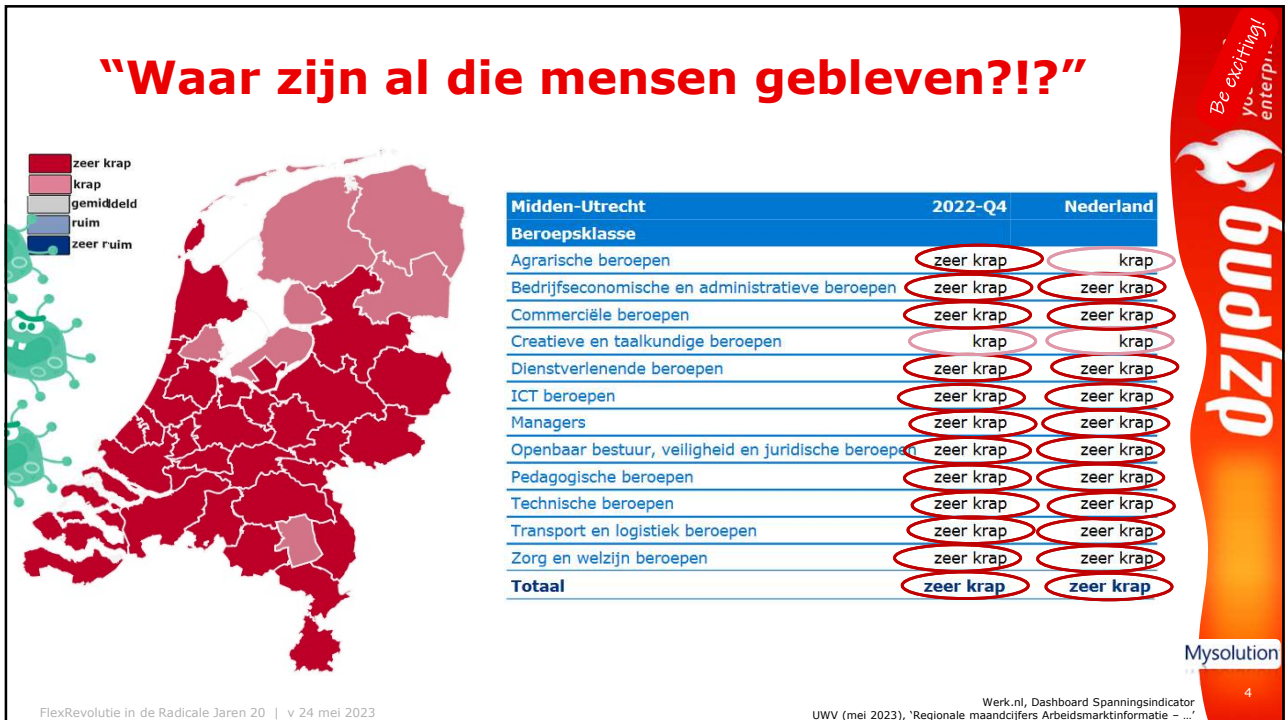 "Waar zijn al die mensen gebleven?!?"
Be exciting!
enterpri
zeer krap
krap
gemiddeld
ruim
zeer ruim
Midden-Utrecht 2022-Q4 Nederland
Beroepsklasse
Agrarische beroepen zeer krap krap
Bedrijfseconomische en administratieve beroepen zeer krap zeer krap
Commerciële beroepen zeer krap zeer krap
Creatieve en taalkundige beroepen krap krap
Dienstverlenende beroepen zeer krap zeer krap
ICT beroepen zeer krap zeer krap
Managers zeer krap zeer krap
Openbaar bestuur, veiligheid en juridische beroepen zeer krap zeer krap
Pedagogische beroepen zeer krap zeer krap
Technische beroepen zeer krap zeer krap
Transport en logistiek beroepen zeer krap zeer krap
Zorg en welzijn beroepen zeer krap zeer krap
Totaal zeer krap zeer krap
dzjeng
Mysolution
4
FlexRevolutie in de Radicale Jaren 20 | v 24 mei 2023
Werk.nl, Dashboard Spanningsindicator
UWV (mei 2023), 'Regionale maandcijfers Arbeidsmarktinformatie – ...'